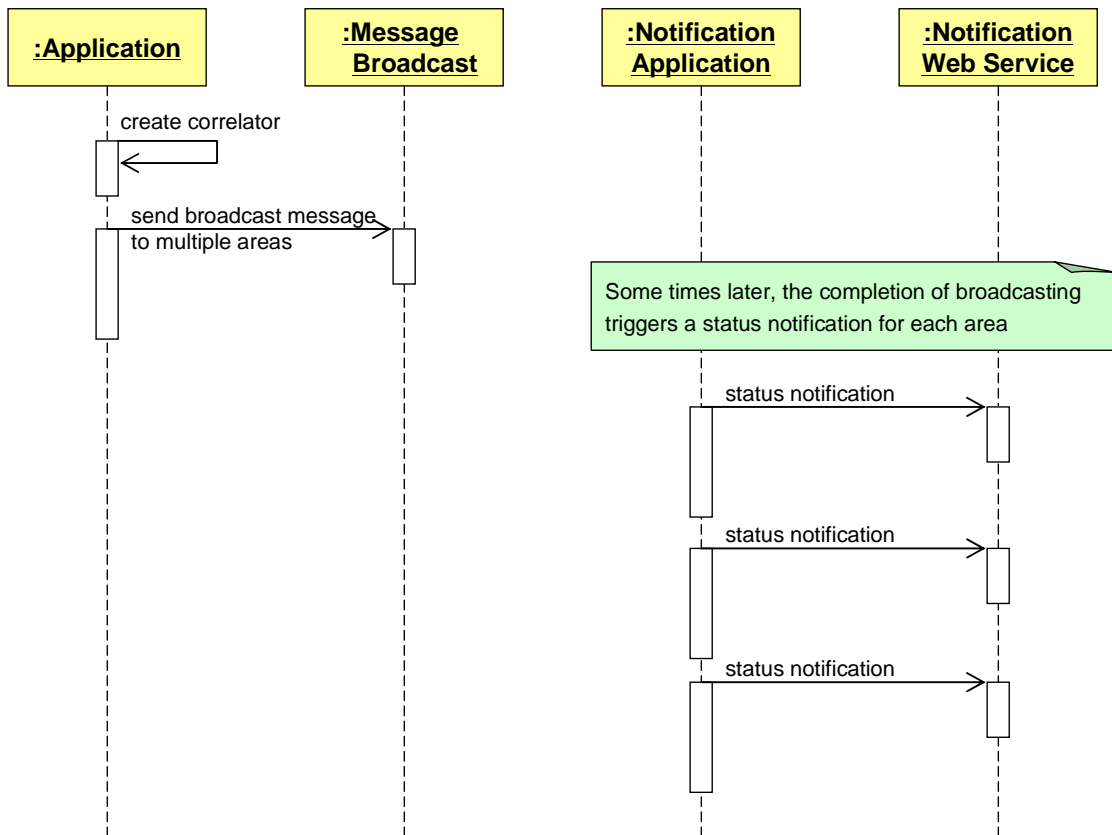 :Application
:Message
Broadcast
:Notification
Application
:Notification
Web Service
create correlator
send broadcast message
to multiple areas
Some times later, the completion of broadcasting
triggers a status notification for each area
status notification
status notification
status notification